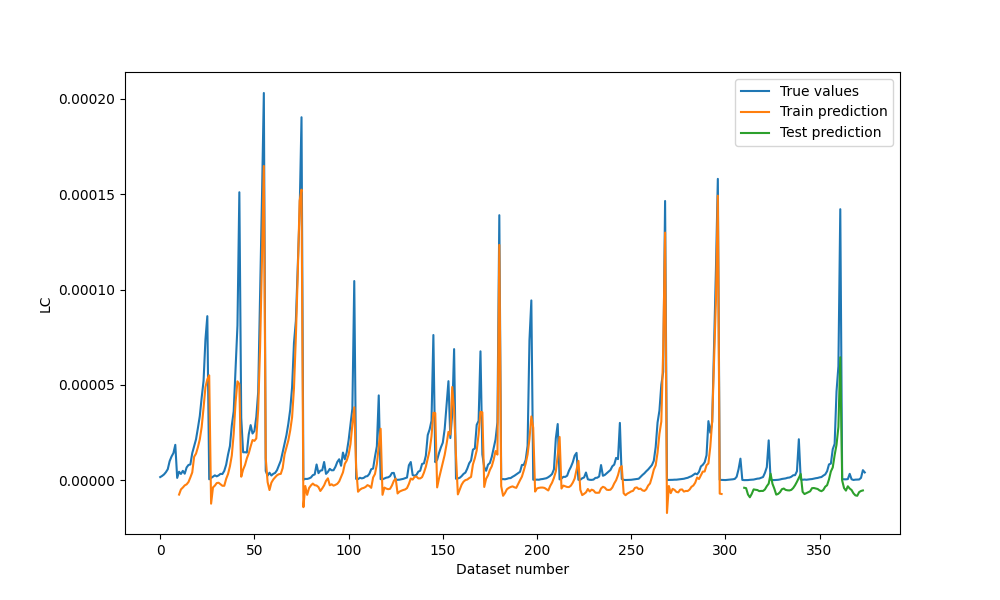 True values
Train prediction
Test prediction
0.00020
0.00015
0.00010
0.00005
0.00000
LC
0 50 100 150 200 250 300 350
Dataset number